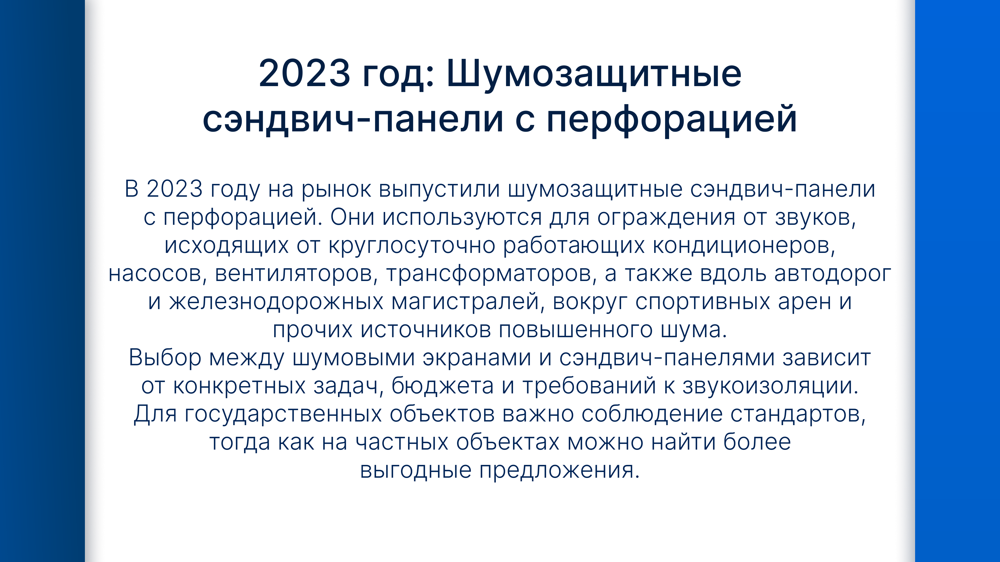 2023 год: Шумозащитные
сэндвич-панели с перфорацией
В 2023 году на рынок выпустили шумозащитные сэндвич-панели
с перфорацией. Они используются для ограждения от звуков,
исходящих от круглосуточно работающих кондиционеров,
насосов, вентиляторов, трансформаторов, а также вдоль автодорог
и железнодорожных магистралей, вокруг спортивных арен и
прочих источников повышенного шума.
Выбор между шумовыми экранами и сэндвич-панелями зависит
от конкретных задач, бюджета и требований к звукоизоляции.
Для государственных объектов важно соблюдение стандартов,
тогда как на частных объектах можно найти более
выгодные предложения.